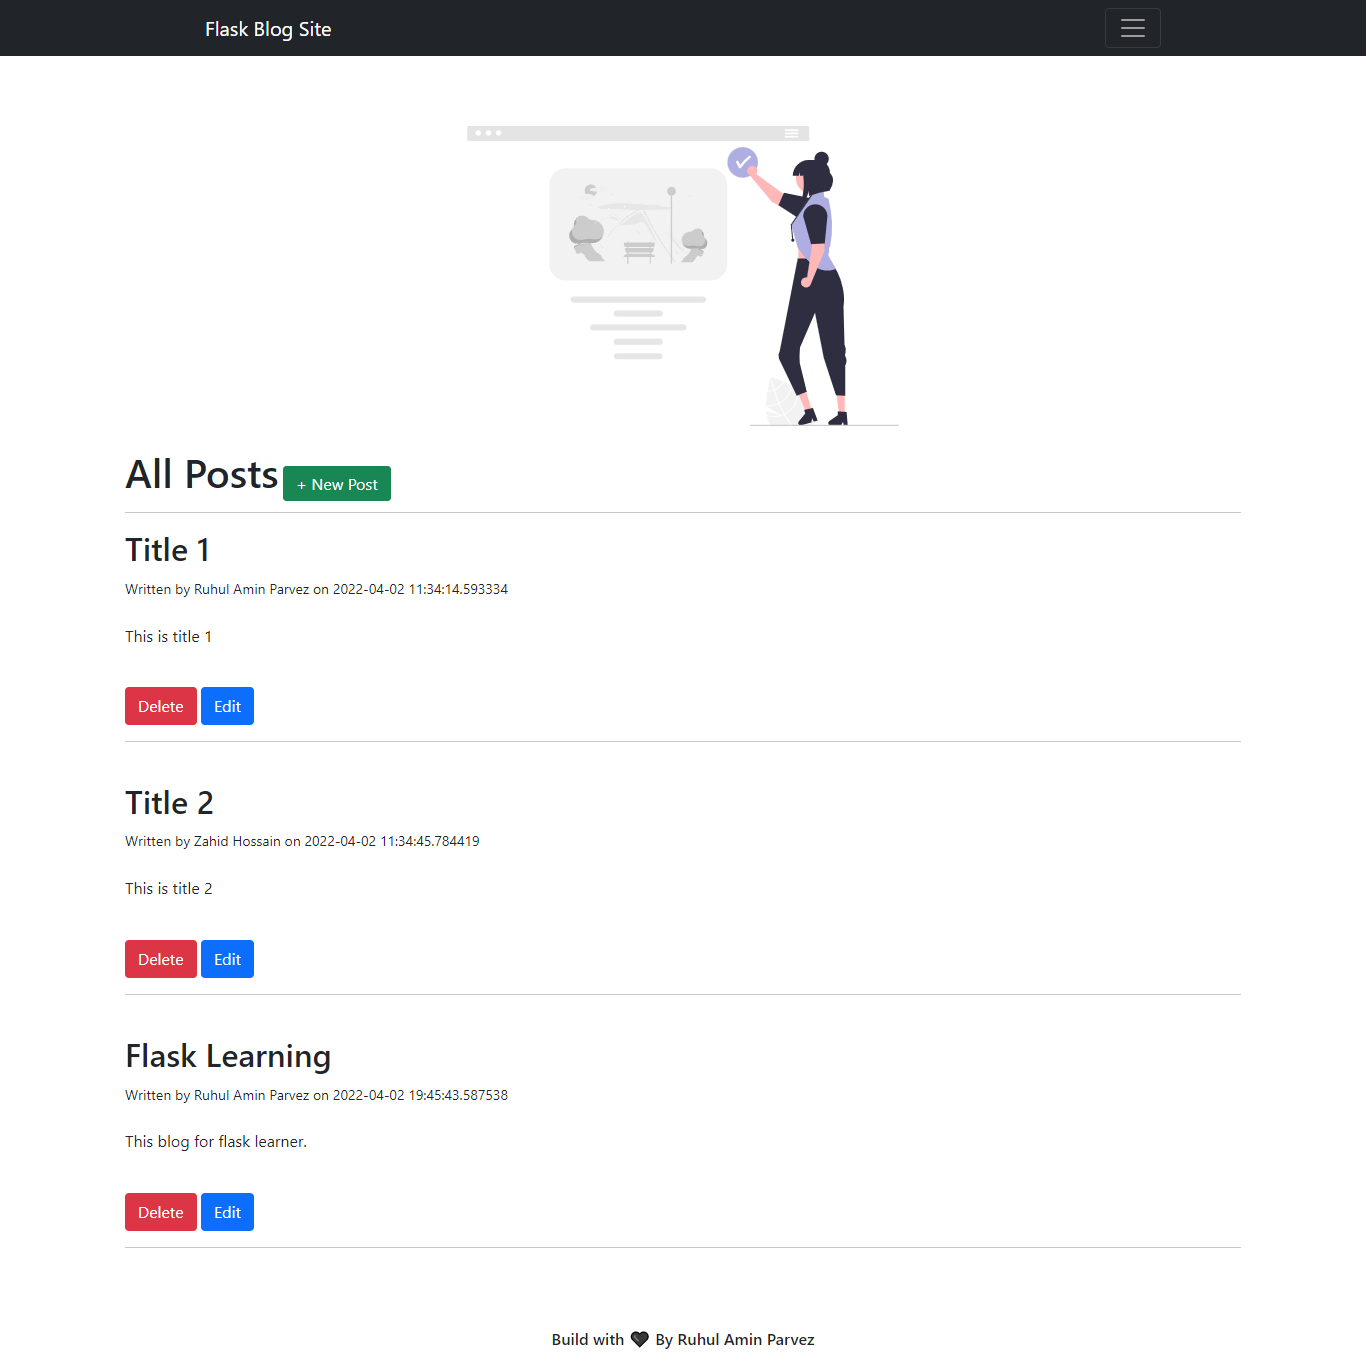 Flask Blog Site
All Posts + New Post
Title 1
Written by Ruhul Amin Parvez on 2022-04-02 11:34:14.593334
This is title 1
Delete Edit
Title 2
Written by Zahid Hossain on 2022-04-02 11:34:45.784419
This is title 2
Delete Edit
Flask Learning
Written by Ruhul Amin Parvez on 2022-04-02 19:45:43.587538
This blog for flask learner.
Delete Edit
Build with 🖤 By Ruhul Amin Parvez